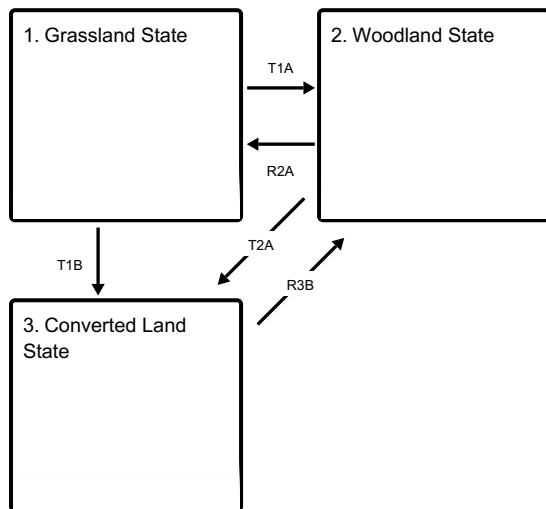 1. Grassland State
2. Woodland State
T1A
R2A
T2A
T1B
R3B
3. Converted Land
State